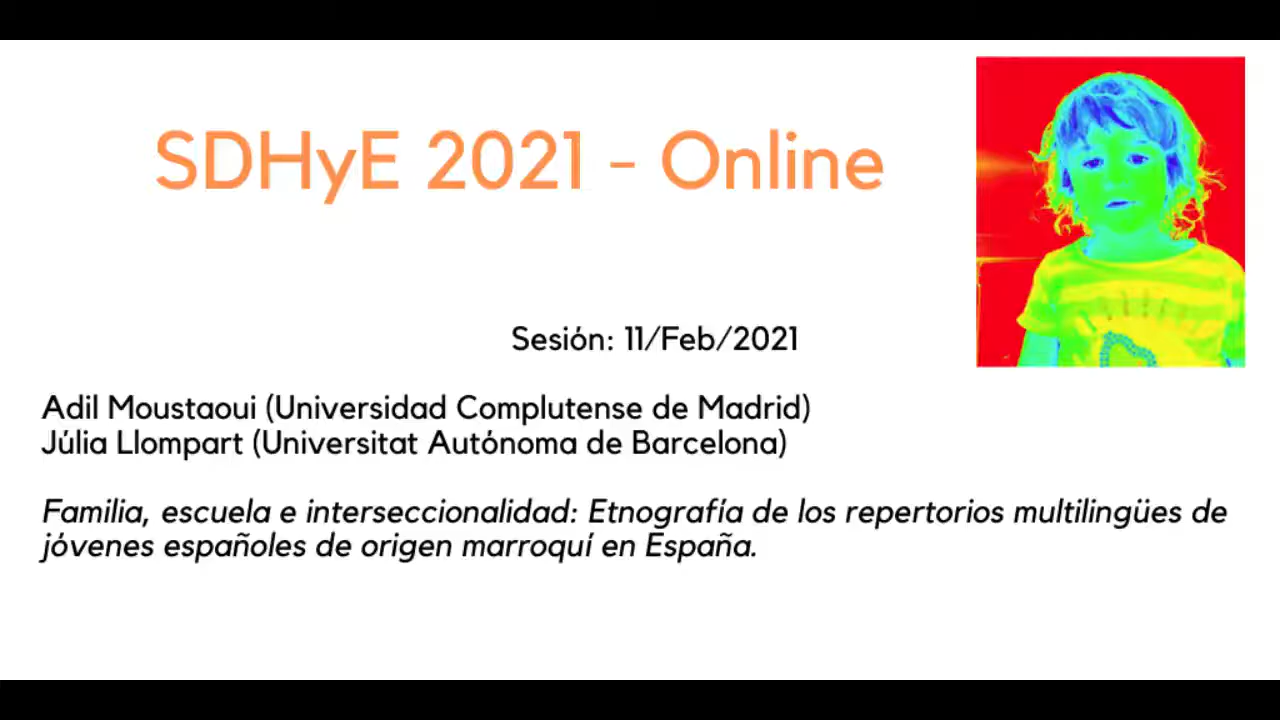 SDHyE 2021 - Online
Sesión: 11/Feb/2021
Adil Moustaoui (Universidad Complutense de Madrid)
Júlia Llompart (Universitat Autónoma de Barcelona)
Familia, escuela e interseccionalidad: Etnografía de los repertorios multilingües de
jóvenes españoles de origen marroquí en España.